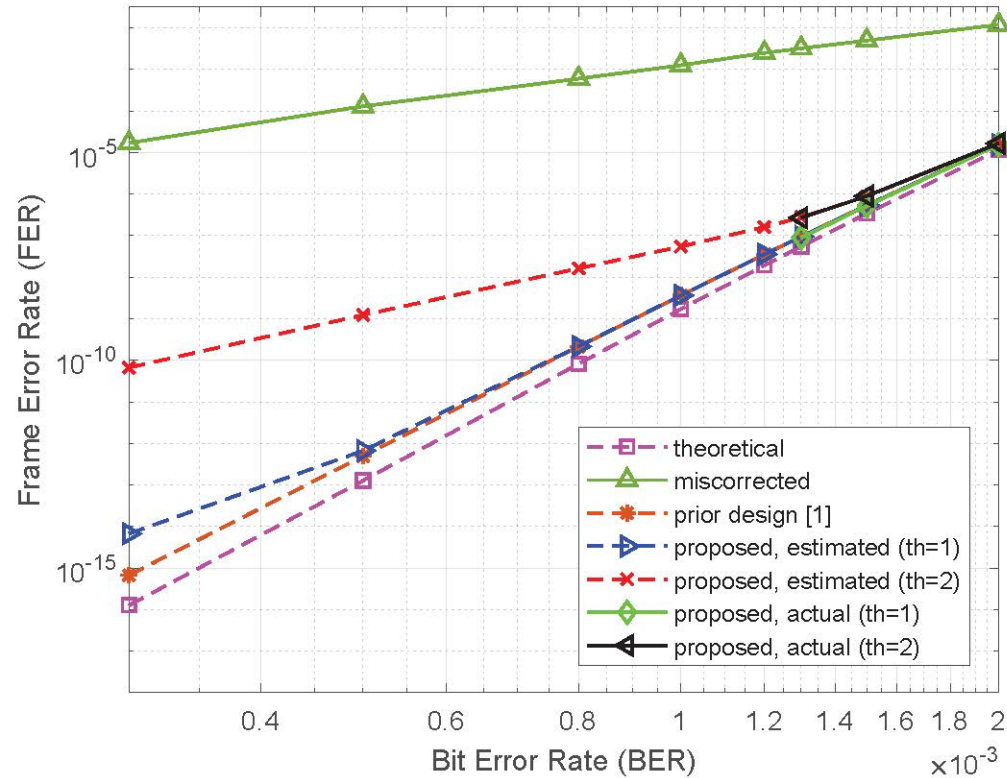 Frame Error Rate (FER)
10^-5
10^-10
10^-15
theoretical
miscorrected
prior design [1]
proposed, estimated (th=1)
proposed, estimated (th=2)
proposed, actual (th=1)
proposed, actual (th=2)
0.4 0.6 0.8 1 1.2 1.4 1.6 1.8 2
Bit Error Rate (BER)
×10^-3